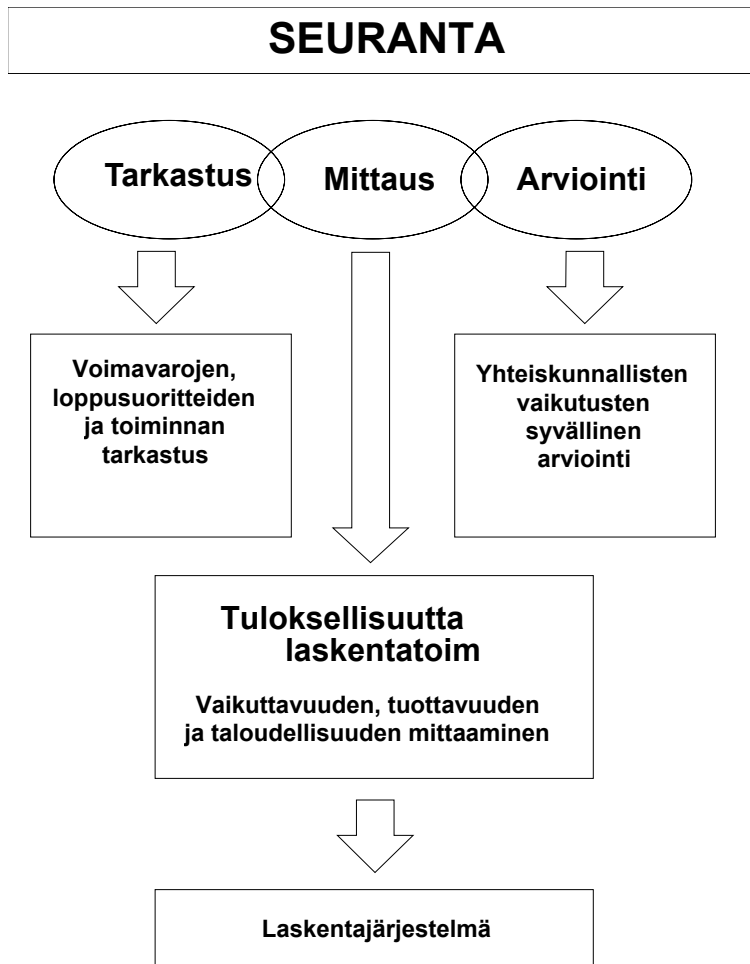 SEURANTA
Tarkastus
Mittaus
Arviointi
Voimavarojen,
loppusuoritteiden
ja toiminnan
tarkastus
Yhteiskunnallisten
vaikutusten
syvällinen
arviointi
Tuloksellisuutta
laskentatoim
Vaikuttavuuden, tuottavuuden
ja taloudellisuuden mittaaminen
Laskentajärjestelmä